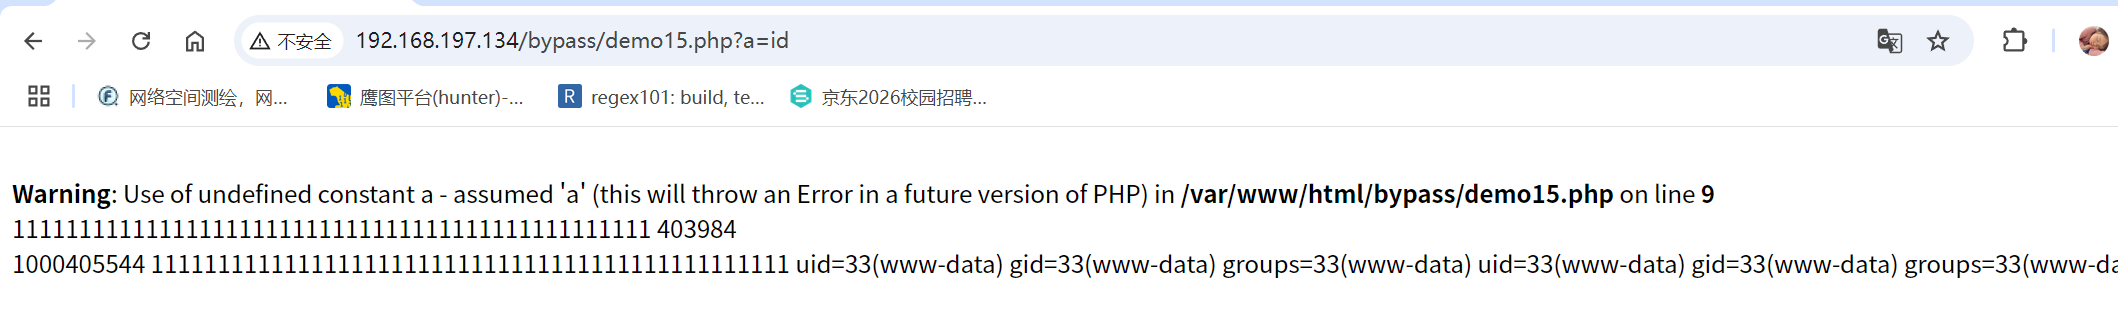 不安全 192.168.197.134/bypass/demo15.php?a=id
网络空间测绘，网... 鹰图平台(hunter)-... R regex101: build, te... 京东2026校园招聘...
Warning: Use of undefined constant a - assumed 'a' (this will throw an Error in a future version of PHP) in /var/www/html/bypass/demo15.php on line 9
111111111111111111111111111111111111111111111111 403984
1000405544 111111111111111111111111111111111111111111111111 uid=33(www-data) gid=33(www-data) groups=33(www-data) uid=33(www-data) gid=33(www-data) groups=33(www-da